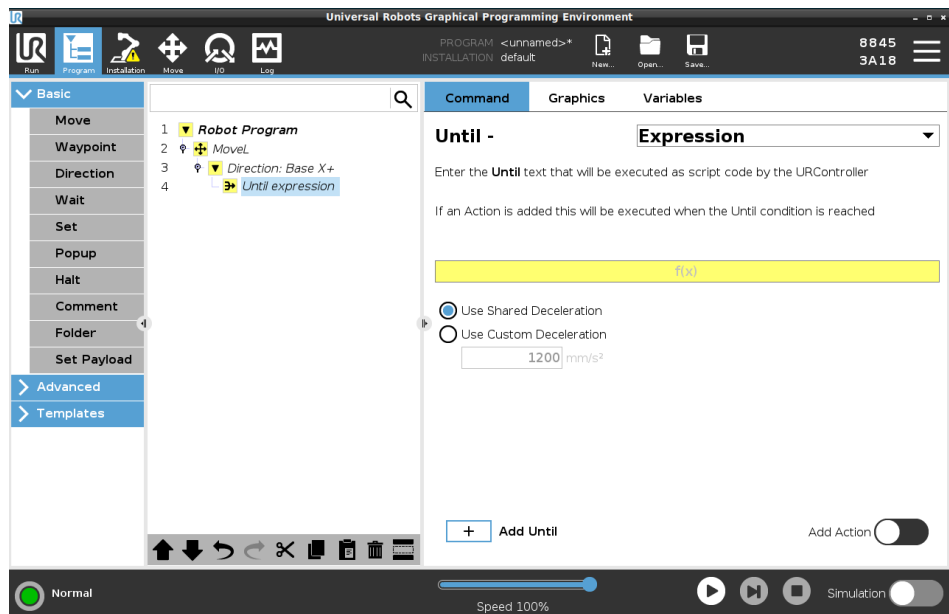 Universal Robots Graphical Programming Environment
UR
Run
Program
Installation
Move
I/O
Log
PROGRAM <unnamed>*
INSTALLATION default
New...
Open...
Save...
8845
3A18
Basic
Move
Waypoint
Direction
Wait
Set
Popup
Halt
Comment
Folder
Set Payload
Advanced
Templates
1 Robot Program
2 MoveL
3 Direction: Base X+
4 Until expression
Command Graphics Variables
Until - Expression
Enter the Until text that will be executed as script code by the URController
If an Action is added this will be executed when the Until condition is reached
f(x)
Use Shared Deceleration
Use Custom Deceleration
1200 mm/s²
+ Add Until
Add Action
Normal
Speed 100%
Simulation